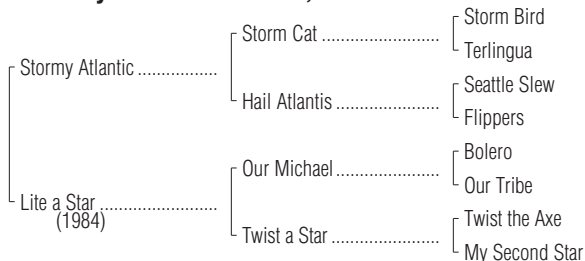 Storm Bird
Storm Cat ........................
Terlingua
Stormy Atlantic ..................
Seattle Slew
Hail Atlantis ........................
Flippers
Bolero
Our Michael ........................
Our Tribe
Lite a Star ..........................
(1984)
Twist the Axe
Twist a Star ........................
My Second Star